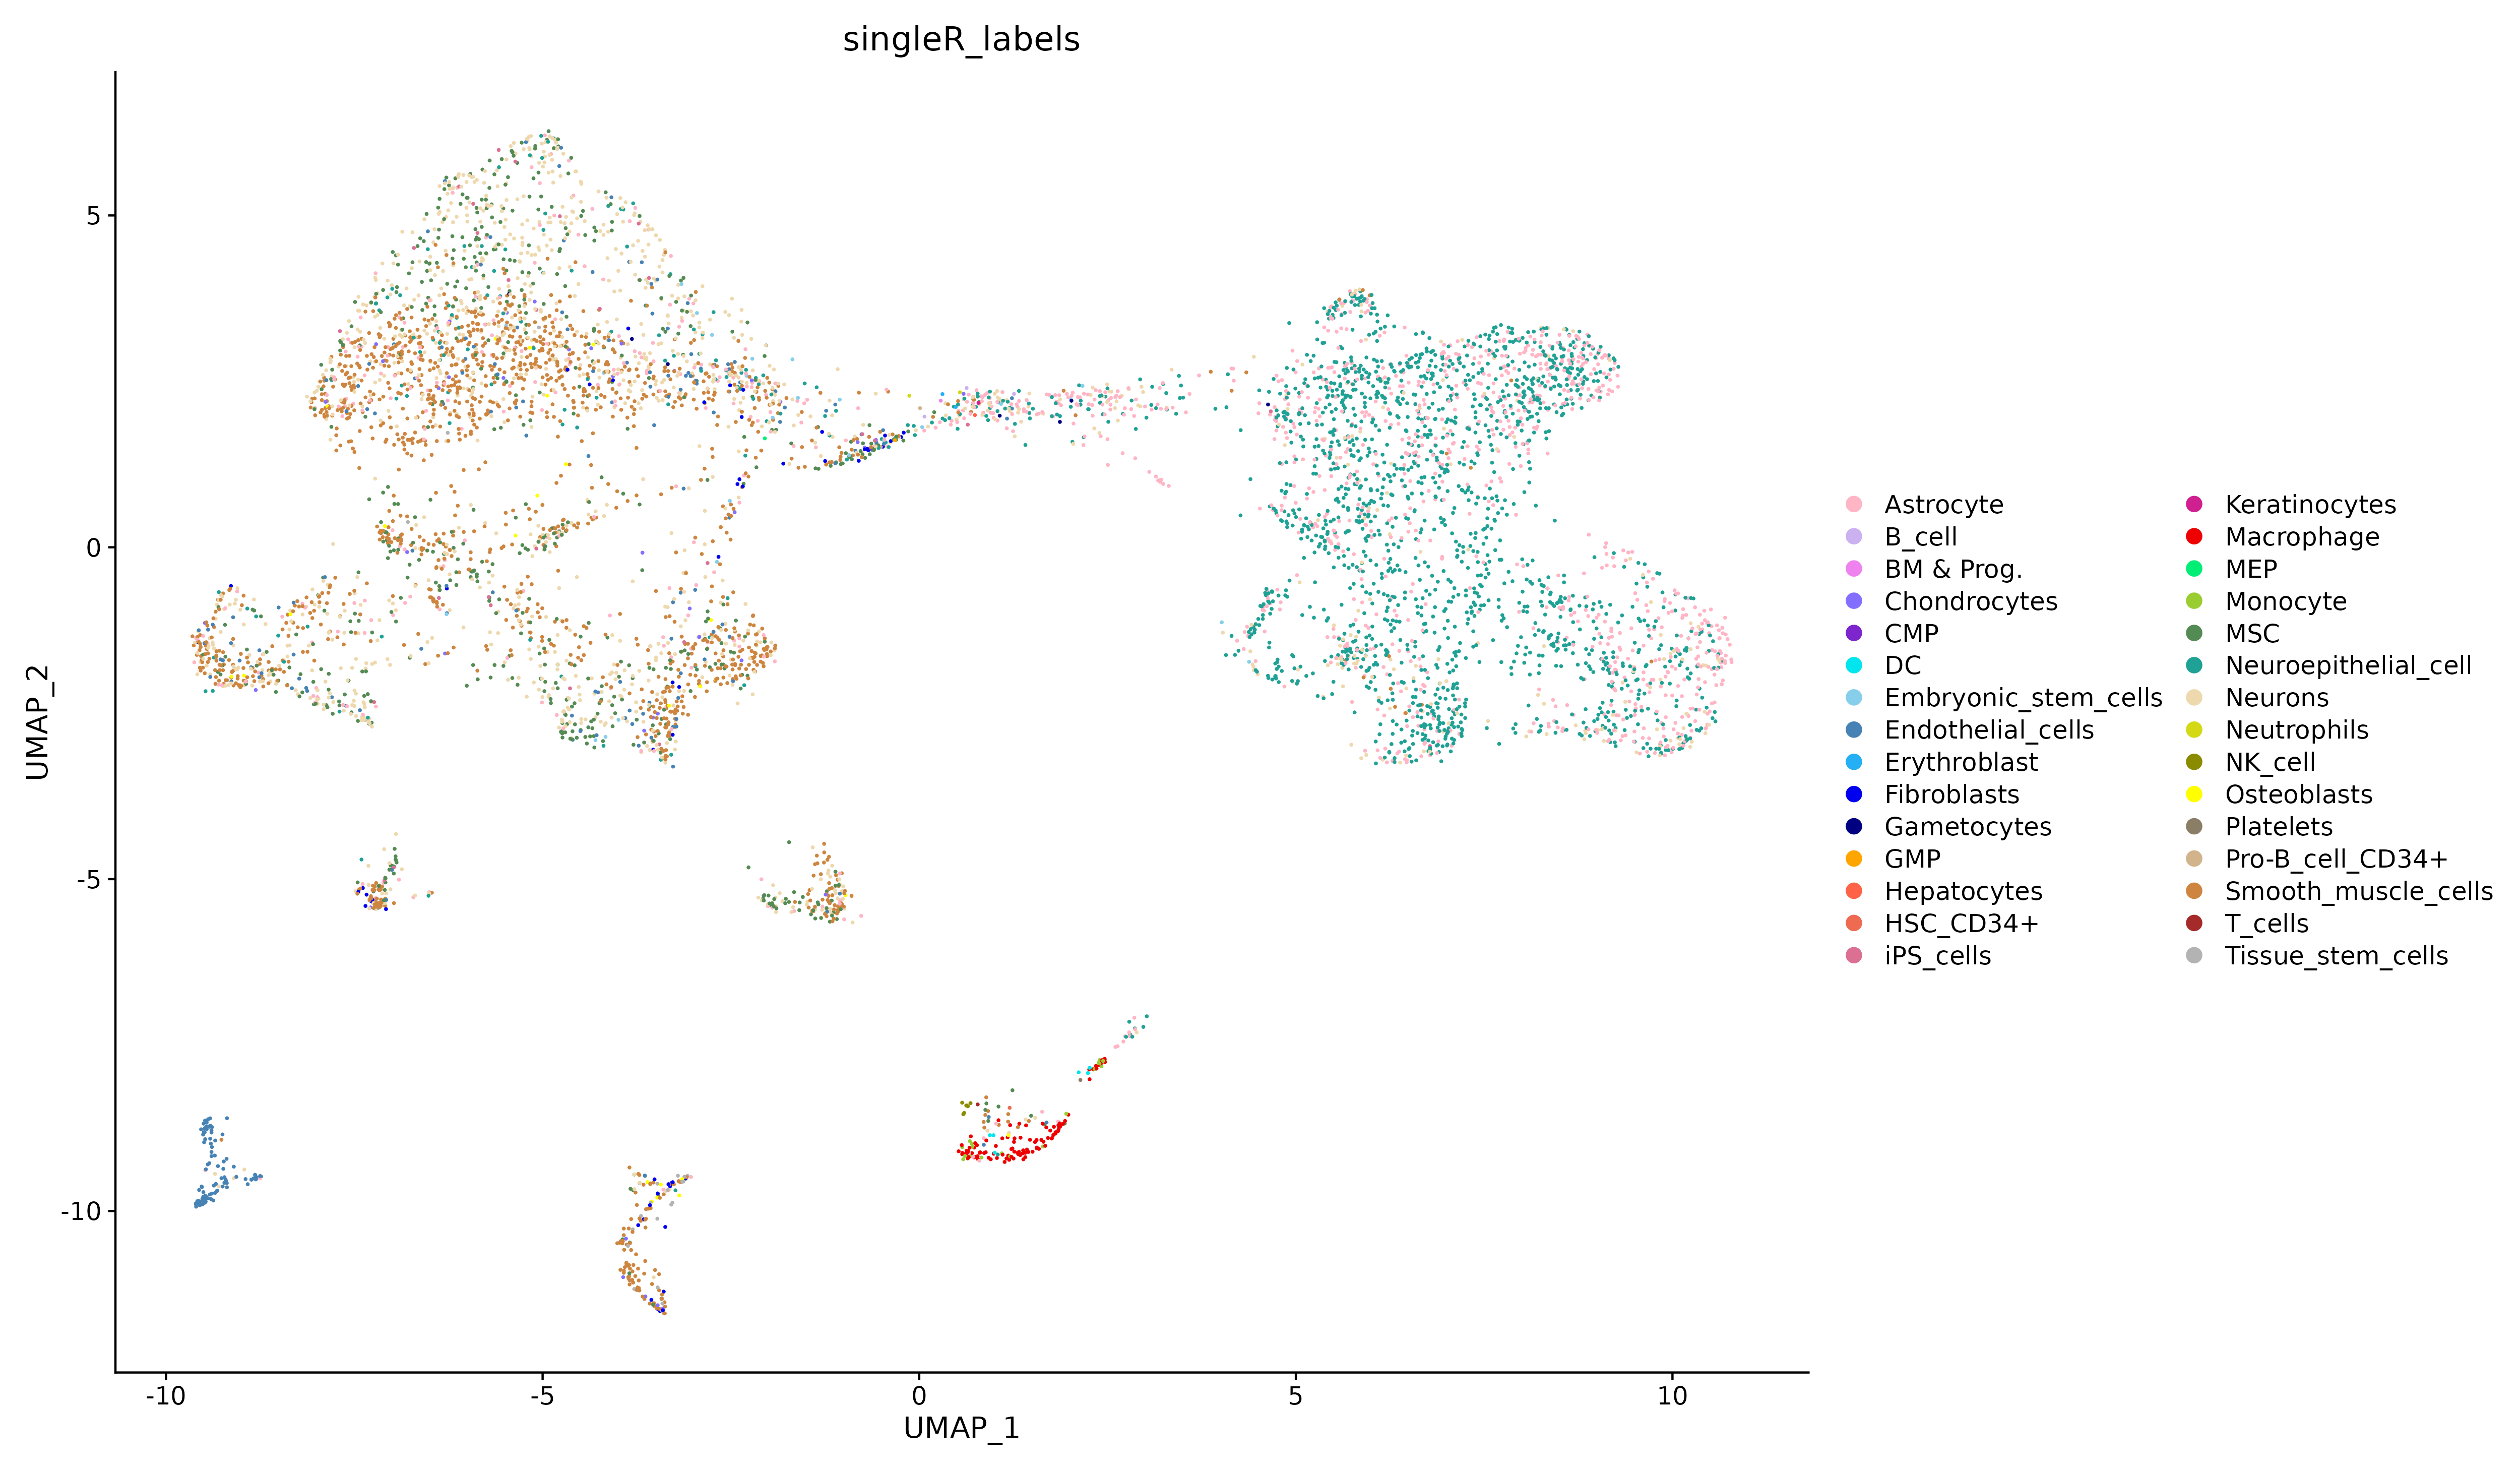 singleR_labels
5
0
-5
-10
UMAP_2
-10
-5
0
5
10
UMAP_1
Astrocyte
B_cell
BM & Prog.
Chondrocytes
CMP
DC
Embryonic_stem_cells
Endothelial_cells
Erythroblast
Fibroblasts
Gametocytes
GMP
Hepatocytes
HSC_CD34+
iPS_cells
Keratinocytes
Macrophage
MEP
Monocyte
MSC
Neuroepithelial_cell
Neurons
Neutrophils
NK_cell
Osteoblasts
Platelets
Pro-B_cell_CD34+
Smooth_muscle_cells
T_cells
Tissue_stem_cells